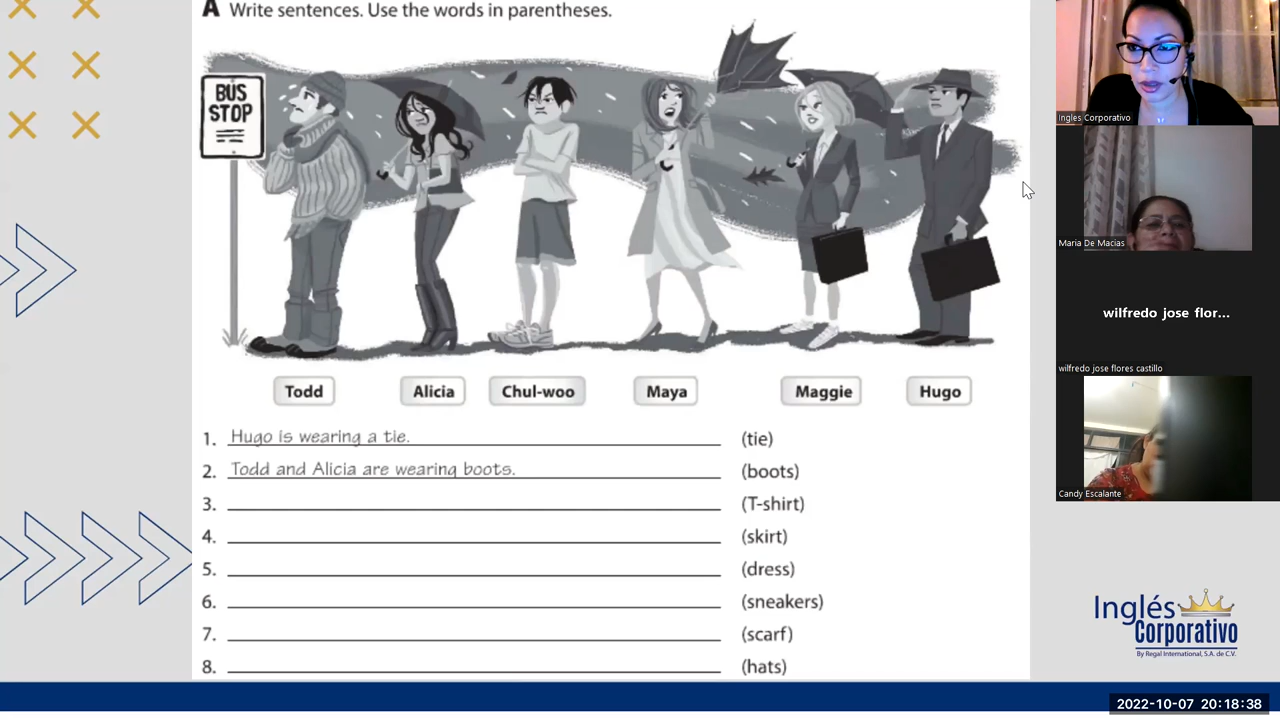 A Write sentences. Use the words in parentheses.
BUS
STOP
Todd
Alicia
Chul-woo
Maya
Maggie
Hugo
1. Hugo is wearing a tie. (tie)
2. Todd and Alicia are wearing boots. (boots)
3. (T-shirt)
4. (skirt)
5. (dress)
6. (sneakers)
7. (scarf)
8. (hats)
Ingles Corporativo
Maria De Macias
wilfredo jose flor...
wilfredo jose flores castillo
Candy Escalante
Inglés
Corporativo
By Regal International, S.A. de C.V.
2022-10-07 20:18:38